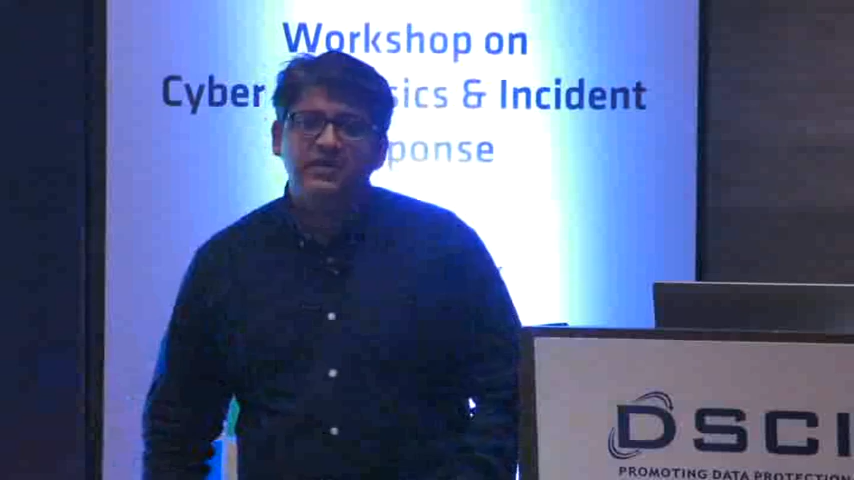 Workshop on
Cyber sics & Incident
ponse
DSCI
PROMOTING DATA PROTECTION